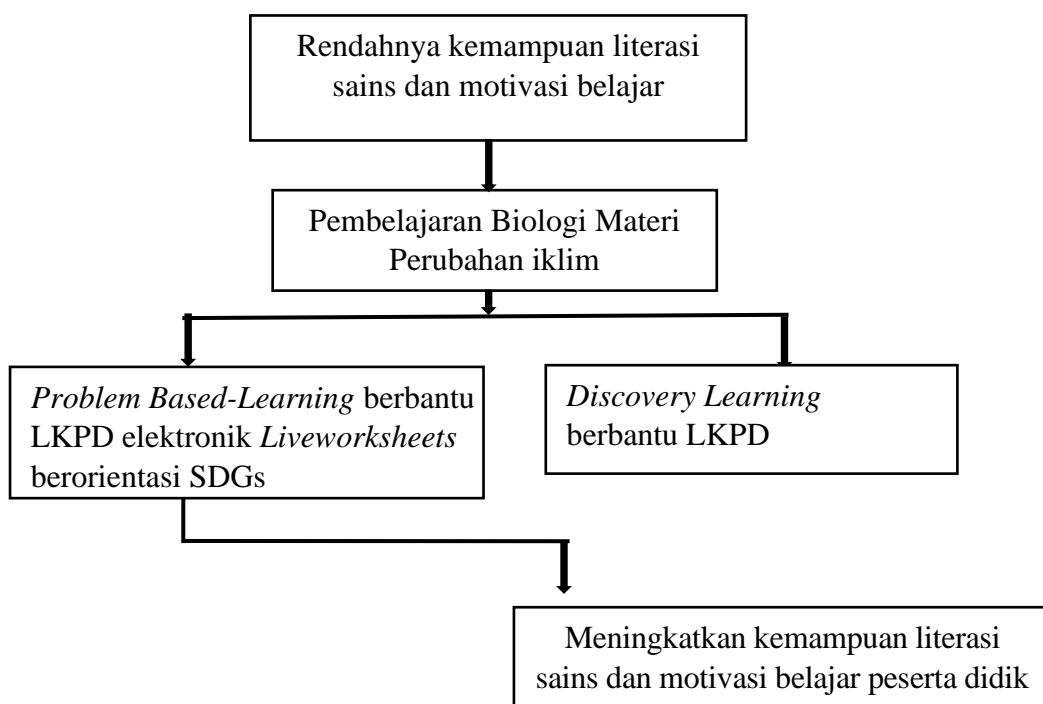 Rendahnya kemampuan literasi
sains dan motivasi belajar
Pembelajaran Biologi Materi
Perubahan iklim
Problem Based-Learning berbantu
LKPD elektronik Liveworksheets
berorientasi SDGs
Discovery Learning
berbantu LKPD
Meningkatkan kemampuan literasi
sains dan motivasi belajar peserta didik